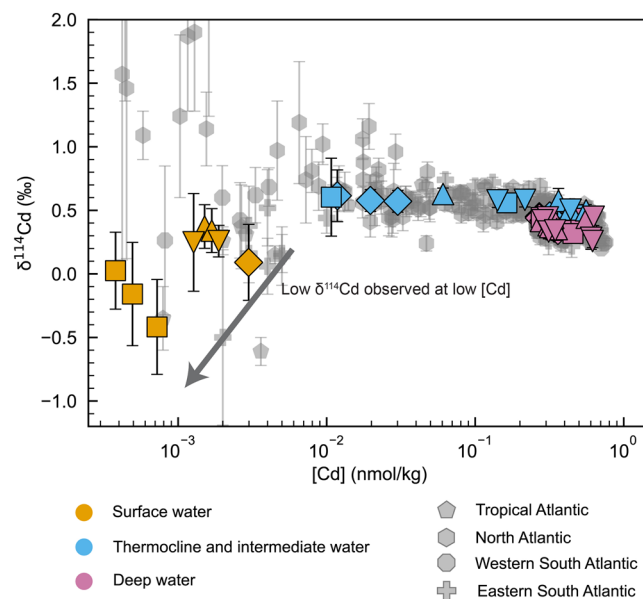 2.0
1.5
1.0
0.5
0.0
−0.5
−1.0
δ¹¹⁴Cd (‰)
Low δ¹¹⁴Cd observed at low [Cd]
10⁻³ 10⁻² 10⁻¹ 10⁰
[Cd] (nmol/kg)
Surface water
Thermocline and intermediate water
Deep water
Tropical Atlantic
North Atlantic
Western South Atlantic
Eastern South Atlantic